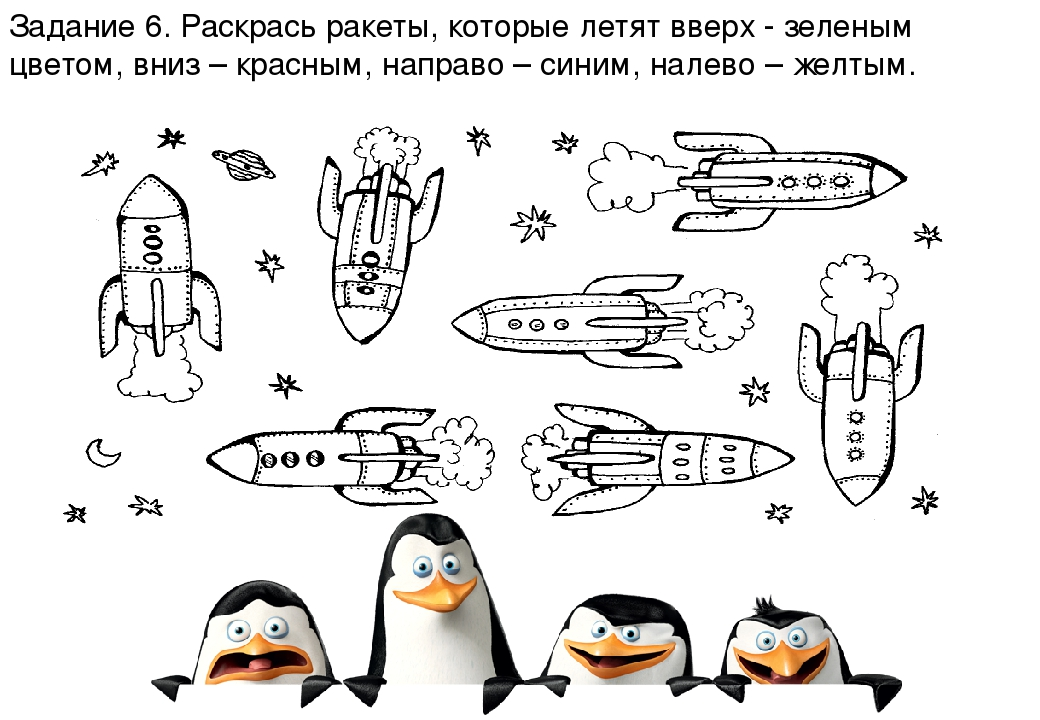 Задание 6. Раскрась ракеты, которые летят вверх - зеленым
цветом, вниз – красным, направо – синим, налево – желтым.